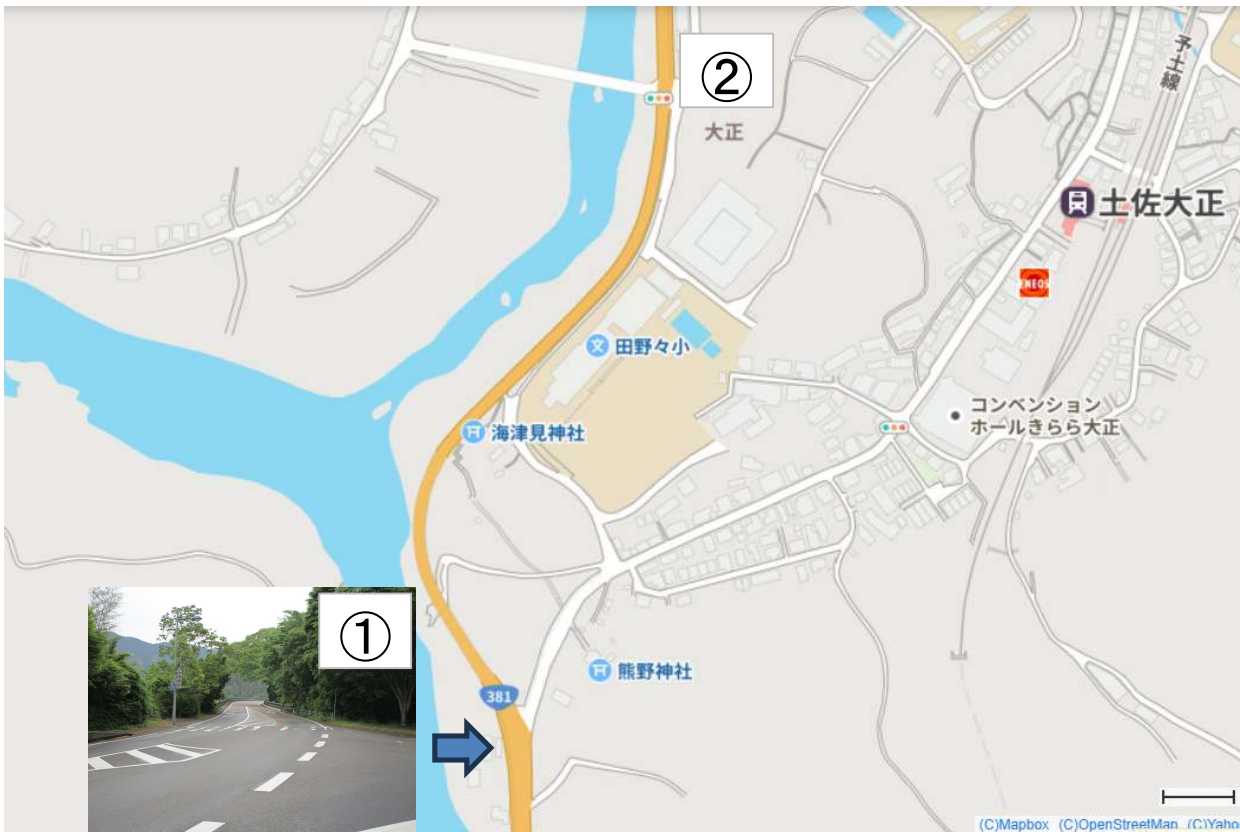 ②
大正
予土線
土佐大正
ENEOS
田野々小
コンベンション
ホールきらら大正
海津見神社
①
熊野神社
381
(C)Mapbox (C)OpenStreetMap (C)Yaho